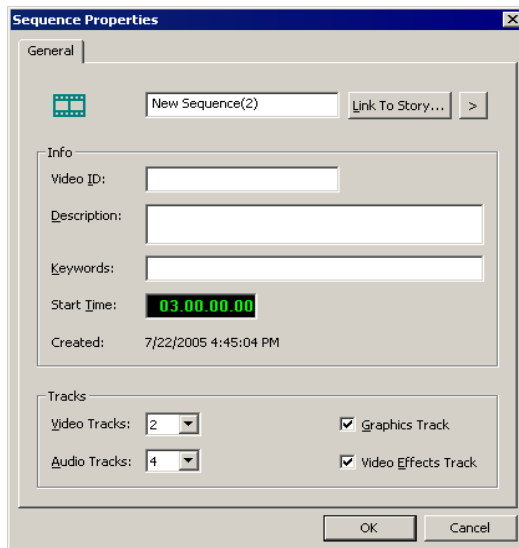 Sequence Properties
General
New Sequence(2)
Link To Story...
>
Info
Video ID:
Description:
Keywords:
Start Time:
03.00.00.00
Created:
7/22/2005 4:45:04 PM
Tracks
Video Tracks:
2
Graphics Track
Audio Tracks:
4
Video Effects Track
OK
Cancel